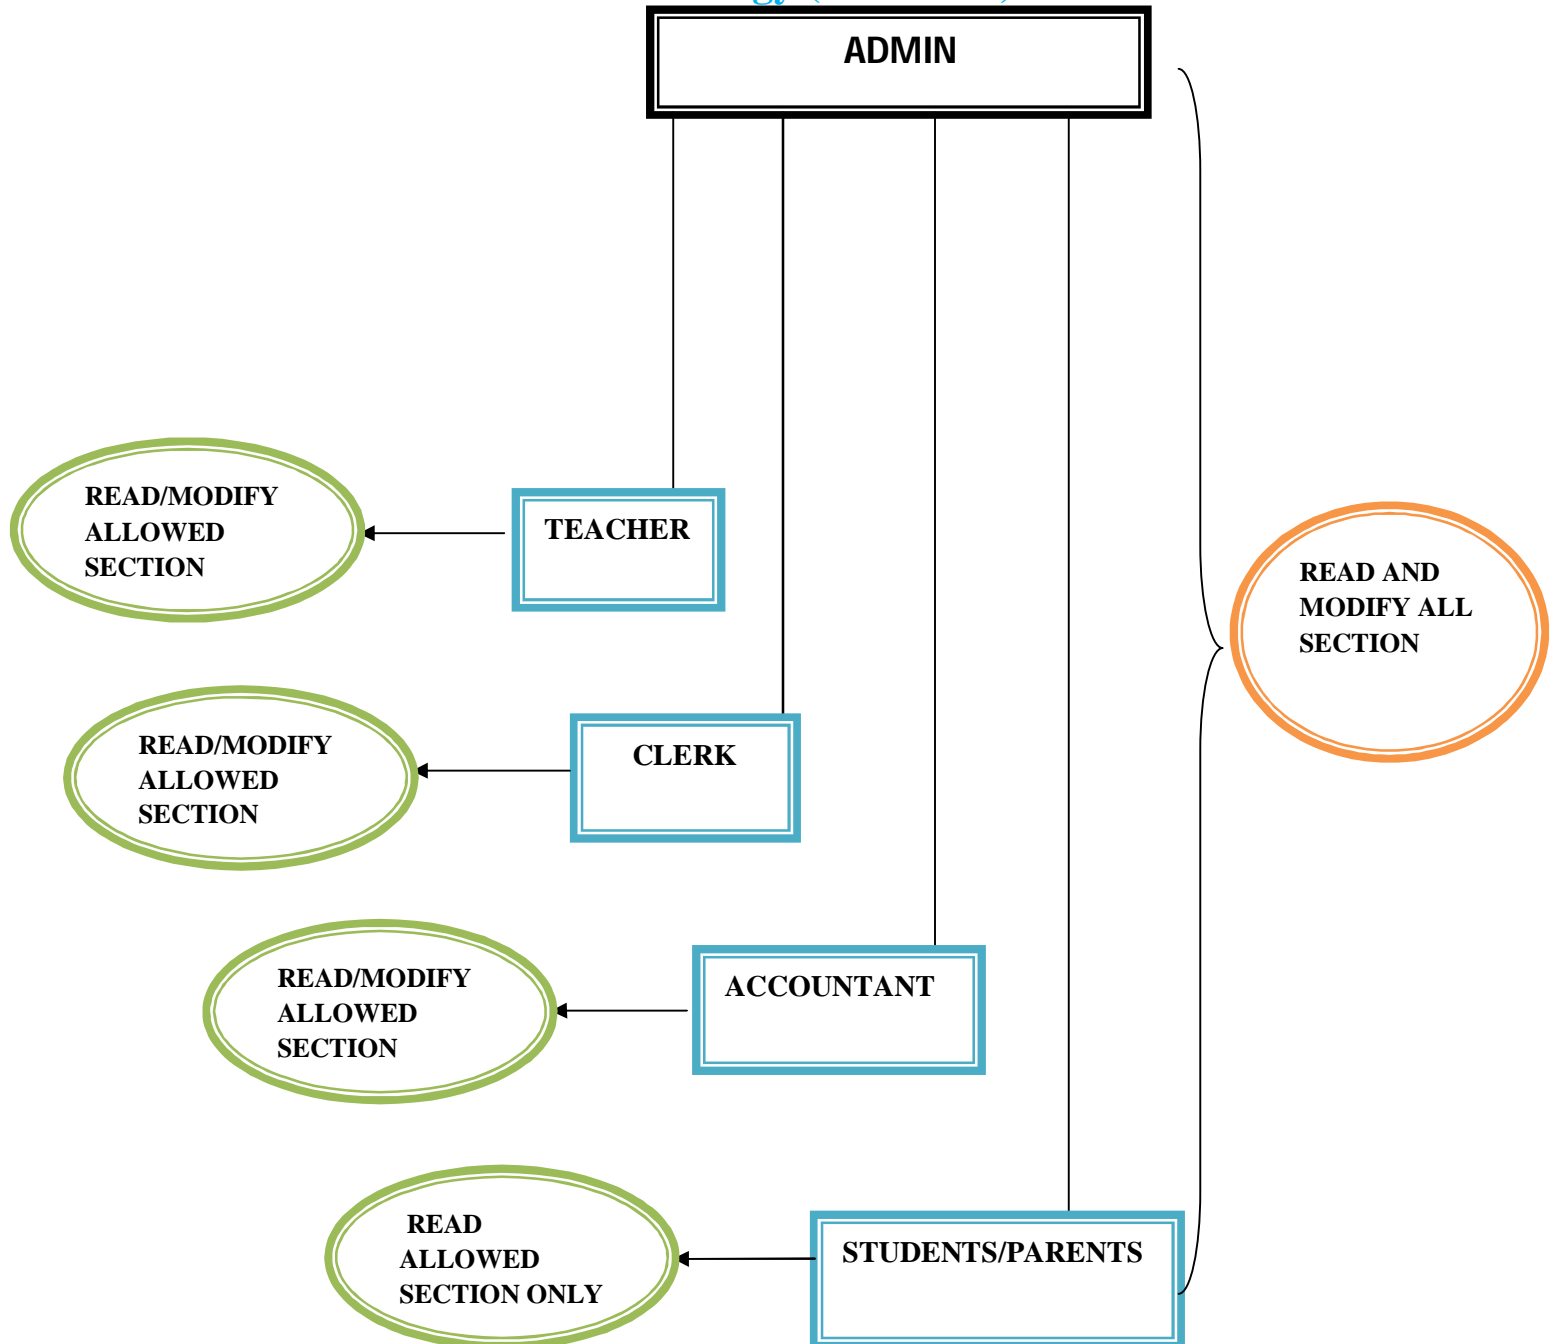 ADMIN
READ/MODIFY
ALLOWED
SECTION
TEACHER
READ AND
MODIFY ALL
SECTION
READ/MODIFY
ALLOWED
SECTION
CLERK
READ/MODIFY
ALLOWED
SECTION
ACCOUNTANT
READ
ALLOWED
SECTION ONLY
STUDENTS/PARENTS